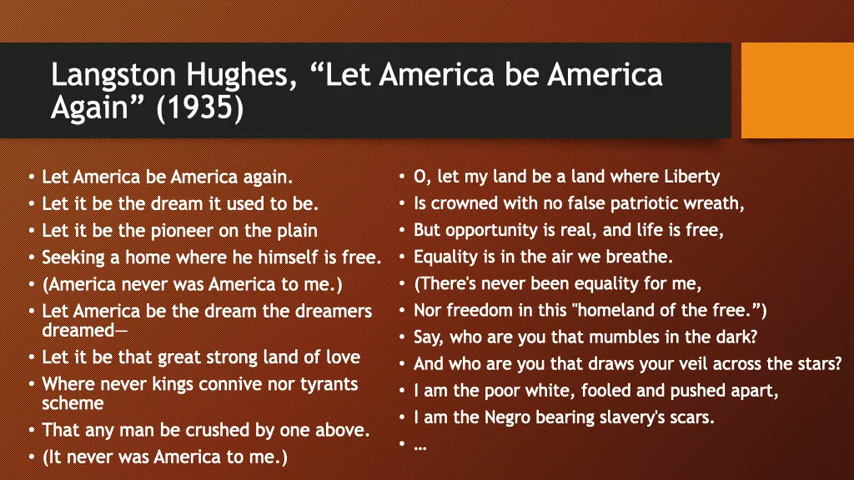 Langston Hughes, “Let America be America
Again” (1935)
• Let America be America again.
• Let it be the dream it used to be.
• Let it be the pioneer on the plain
• Seeking a home where he himself is free.
• (America never was America to me.)
• Let America be the dream the dreamers
dreamed—
• Let it be that great strong land of love
• Where never kings connive nor tyrants
scheme
• That any man be crushed by one above.
• (It never was America to me.)
• O, let my land be a land where Liberty
• Is crowned with no false patriotic wreath,
• But opportunity is real, and life is free,
• Equality is in the air we breathe.
• (There's never been equality for me,
• Nor freedom in this "homeland of the free.”)
• Say, who are you that mumbles in the dark?
• And who are you that draws your veil across the stars?
• I am the poor white, fooled and pushed apart,
• I am the Negro bearing slavery's scars.
• …